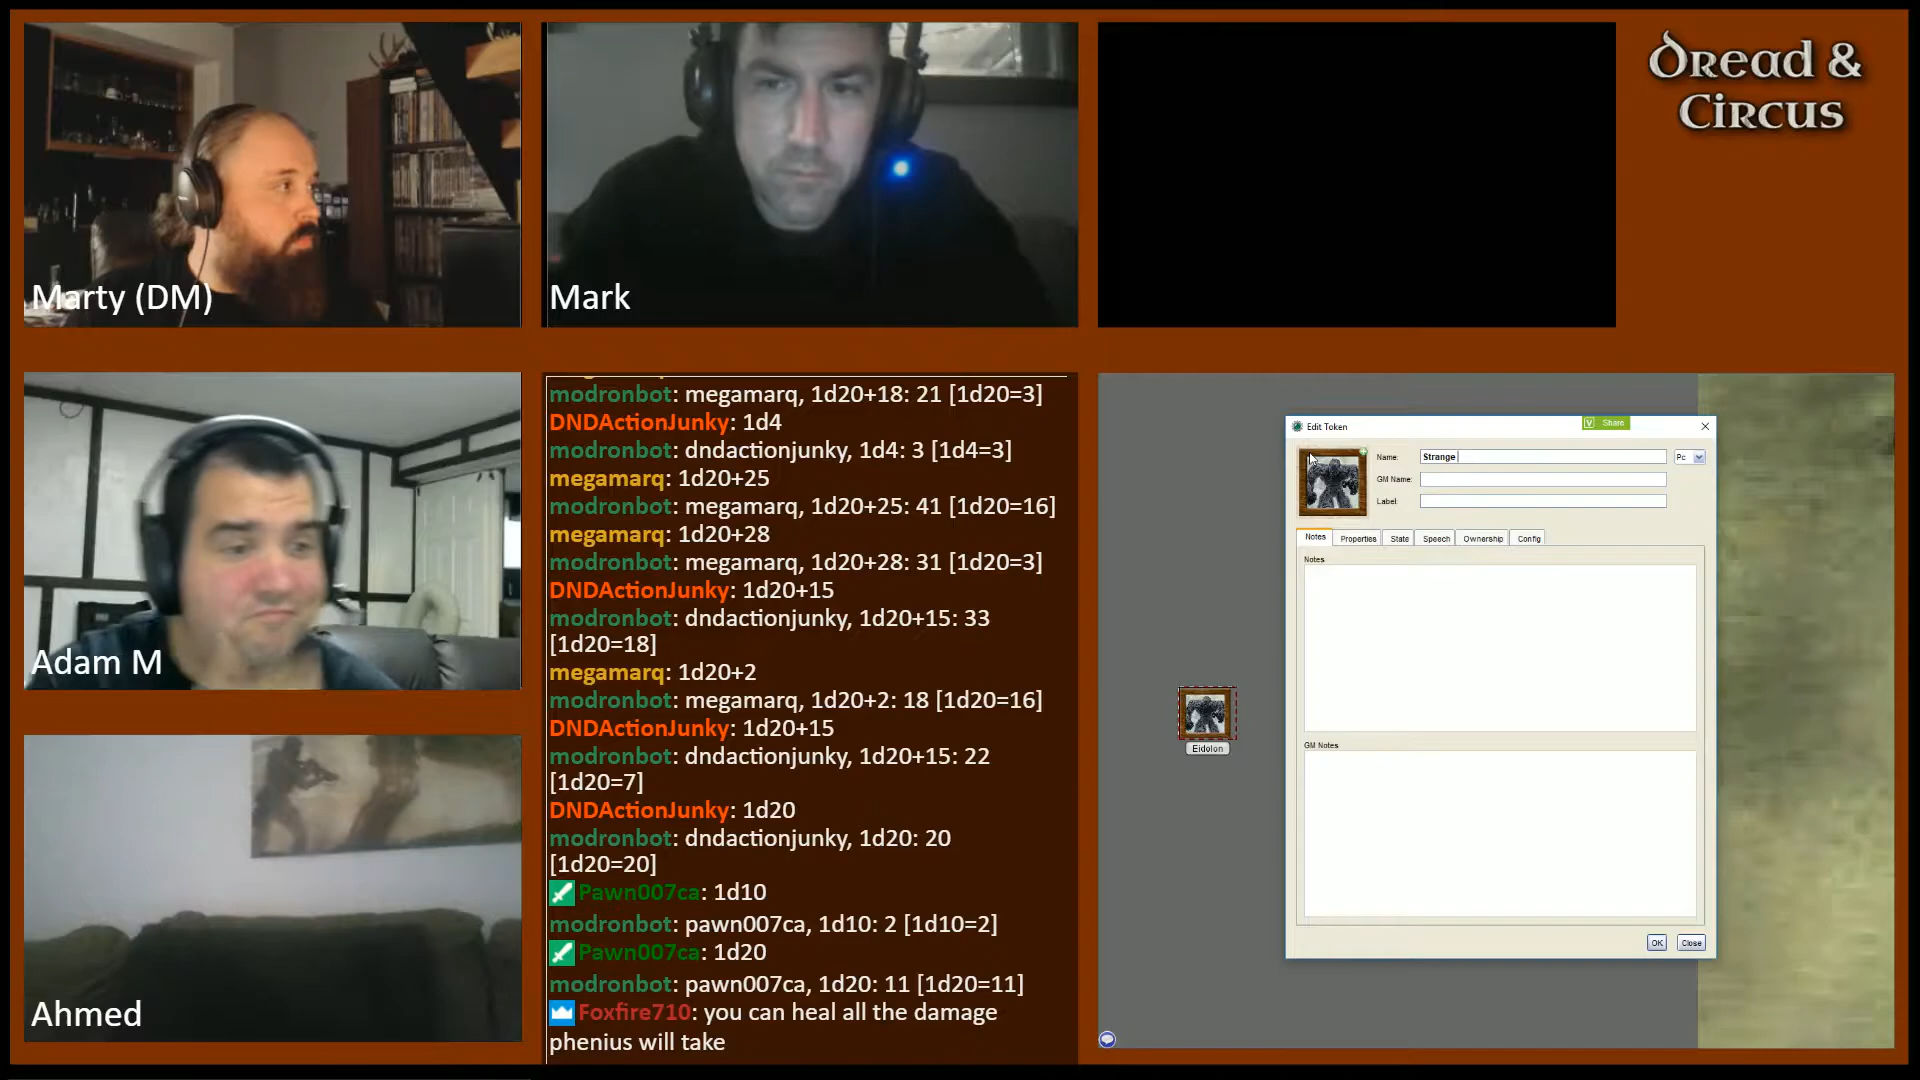 Dread &
Circus
Marty (DM)
Mark
Adam M
Ahmed
modronbot: megamarq, 1d20+18: 21 [1d20=3]
DNDActionJunky: 1d4
modronbot: dndactionjunky, 1d4: 3 [1d4=3]
megamarq: 1d20+25
modronbot: megamarq, 1d20+25: 41 [1d20=16]
megamarq: 1d20+28
modronbot: megamarq, 1d20+28: 31 [1d20=3]
DNDActionJunky: 1d20+15
modronbot: dndactionjunky, 1d20+15: 33
[1d20=18]
megamarq: 1d20+2
modronbot: megamarq, 1d20+2: 18 [1d20=16]
DNDActionJunky: 1d20+15
modronbot: dndactionjunky, 1d20+15: 22
[1d20=7]
DNDActionJunky: 1d20
modronbot: dndactionjunky, 1d20: 20
[1d20=20]
Pawn007ca: 1d10
modronbot: pawn007ca, 1d10: 2 [1d10=2]
Pawn007ca: 1d20
modronbot: pawn007ca, 1d20: 11 [1d20=11]
Foxfire710: you can heal all the damage
phenius will take
Edit Token
V Share
Name: Strange Pc
GM Name:
Label:
Notes Properties State Speech Ownership Config
Notes
GM Notes
OK Close
Eidolon